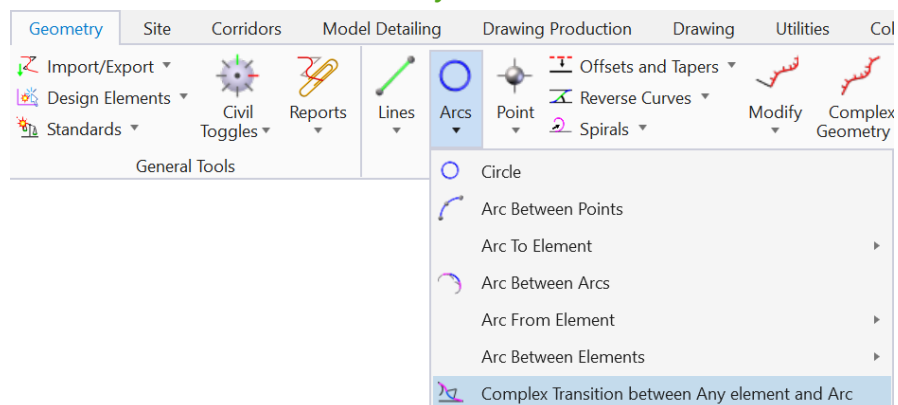 Geometry Site Corridors Model Detailing Drawing Production Drawing Utilities Col
Import/Export
Design Elements
Standards
Civil
Toggles
Reports
Lines
Arcs
Point
Offsets and Tapers
Reverse Curves
Spirals
Modify
Complex
Geometry
General Tools
Circle
Arc Between Points
Arc To Element
Arc Between Arcs
Arc From Element
Arc Between Elements
Complex Transition between Any element and Arc